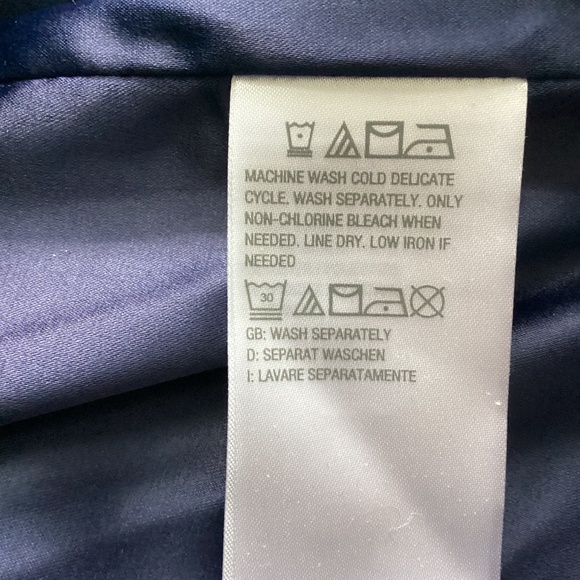 MACHINE WASH COLD DELICATE
CYCLE. WASH SEPARATELY. ONLY
NON-CHLORINE BLEACH WHEN
NEEDED. LINE DRY. LOW IRON IF
NEEDED
30
GB: WASH SEPARATELY
D: SEPARAT WASCHEN
I: LAVARE SEPARATAMENTE